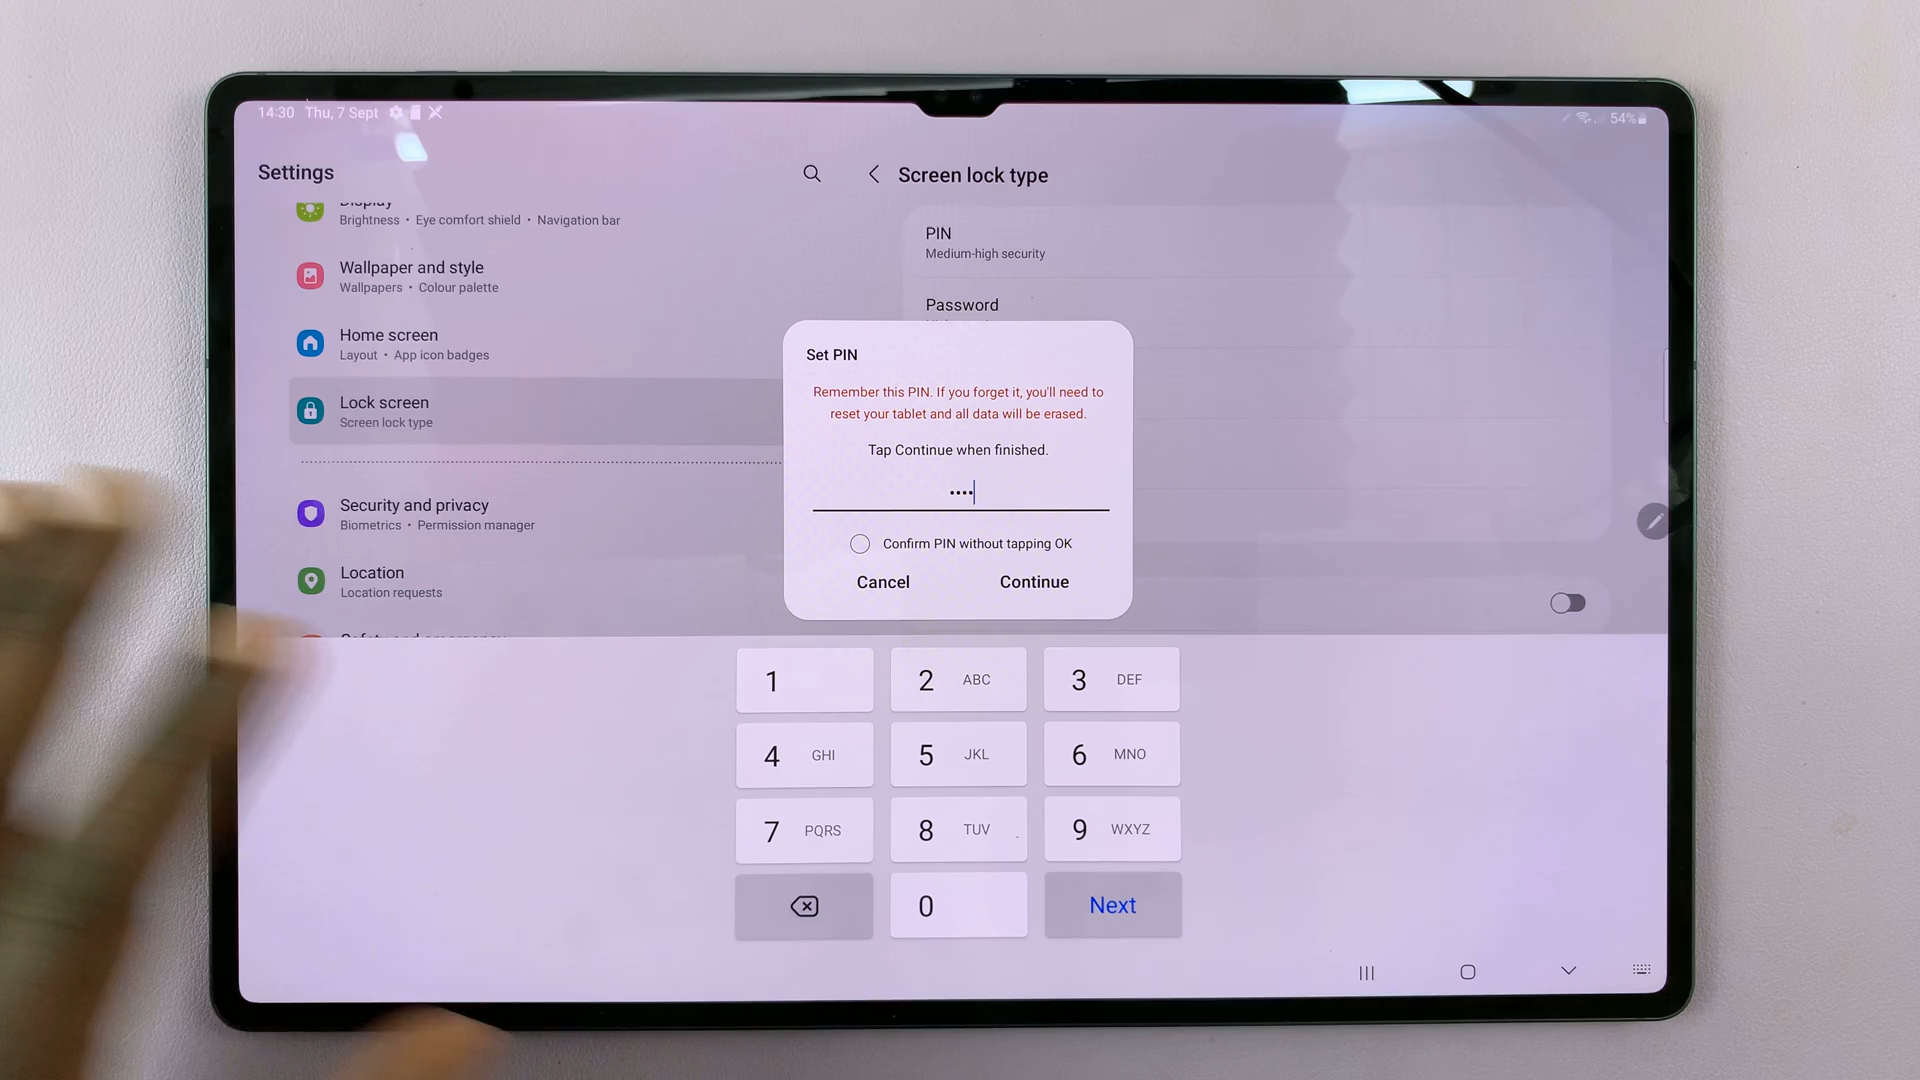 14:30 Thu, 7 Sept
54%
Settings
Display
Brightness • Eye comfort shield • Navigation bar
Wallpaper and style
Wallpapers • Colour palette
Home screen
Layout • App icon badges
Lock screen
Screen lock type
Security and privacy
Biometrics • Permission manager
Location
Location requests
Safety and emergency
Screen lock type
PIN
Medium-high security
Password
Set PIN
Remember this PIN. If you forget it, you'll need to
reset your tablet and all data will be erased.
Tap Continue when finished.
••••
Confirm PIN without tapping OK
Cancel Continue
1 2 ABC 3 DEF
4 GHI 5 JKL 6 MNO
7 PQRS 8 TUV 9 WXYZ
0 Next